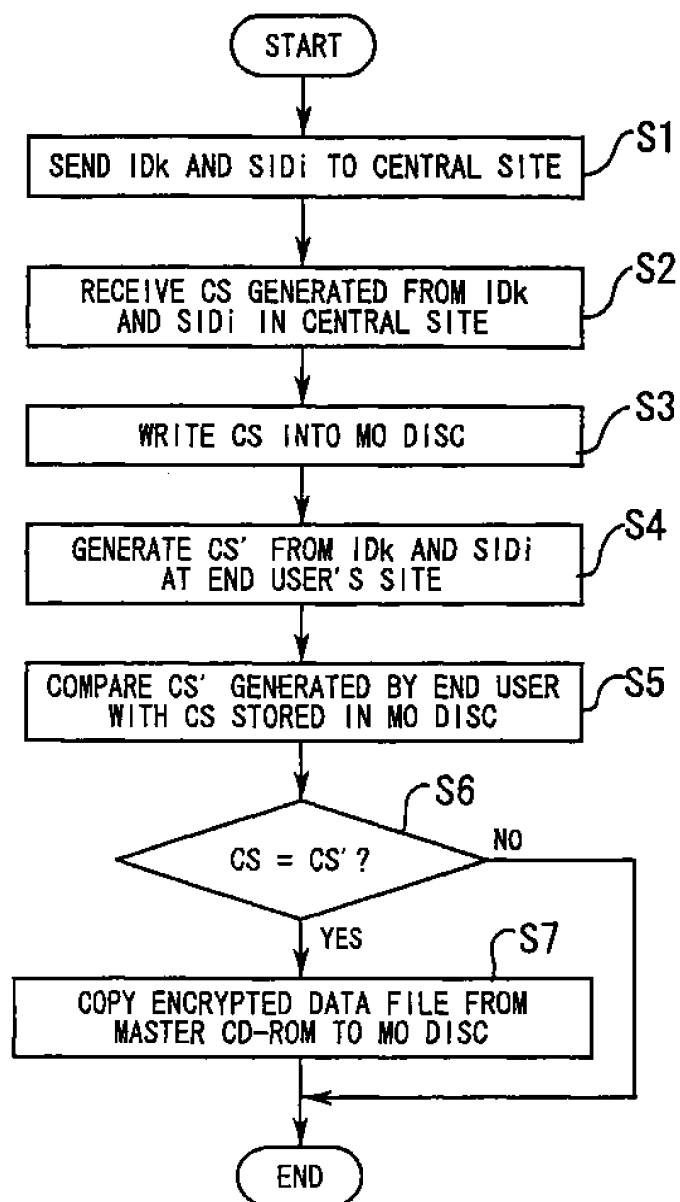 START
S1
SEND IDk AND SIDi TO CENTRAL SITE
S2
RECEIVE CS GENERATED FROM IDk
AND SIDi IN CENTRAL SITE
S3
WRITE CS INTO MO DISC
S4
GENERATE CS' FROM IDk AND SIDi
AT END USER'S SITE
S5
COMPARE CS' GENERATED BY END USER
WITH CS STORED IN MO DISC
S6
CS = CS'?
NO
YES
S7
COPY ENCRYPTED DATA FILE FROM
MASTER CD-ROM TO MO DISC
END